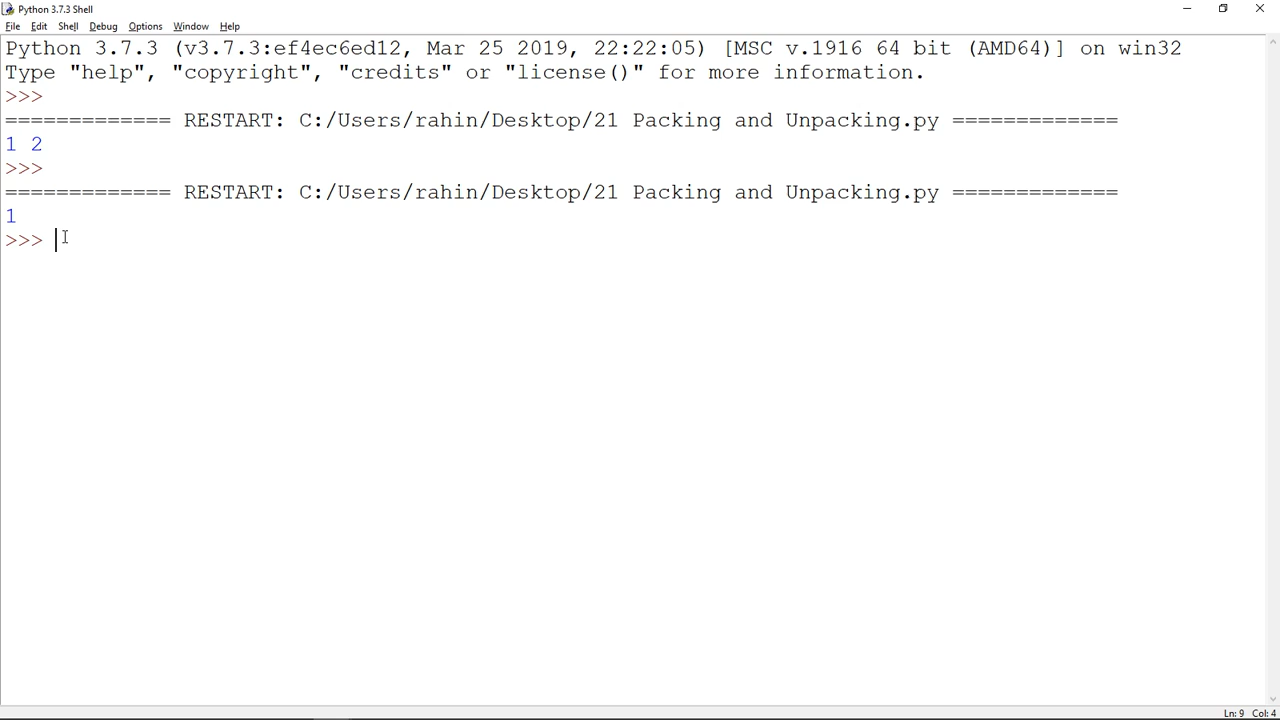 Python 3.7.3 Shell
File Edit Shell Debug Options Window Help
Python 3.7.3 (v3.7.3:ef4ec6ed12, Mar 25 2019, 22:22:05) [MSC v.1916 64 bit (AMD64)] on win32
Type "help", "copyright", "credits" or "license()" for more information.
>>>
============= RESTART: C:/Users/rahin/Desktop/21 Packing and Unpacking.py =============
1 2
>>>
============= RESTART: C:/Users/rahin/Desktop/21 Packing and Unpacking.py =============
1
>>>
Ln: 9 Col: 4